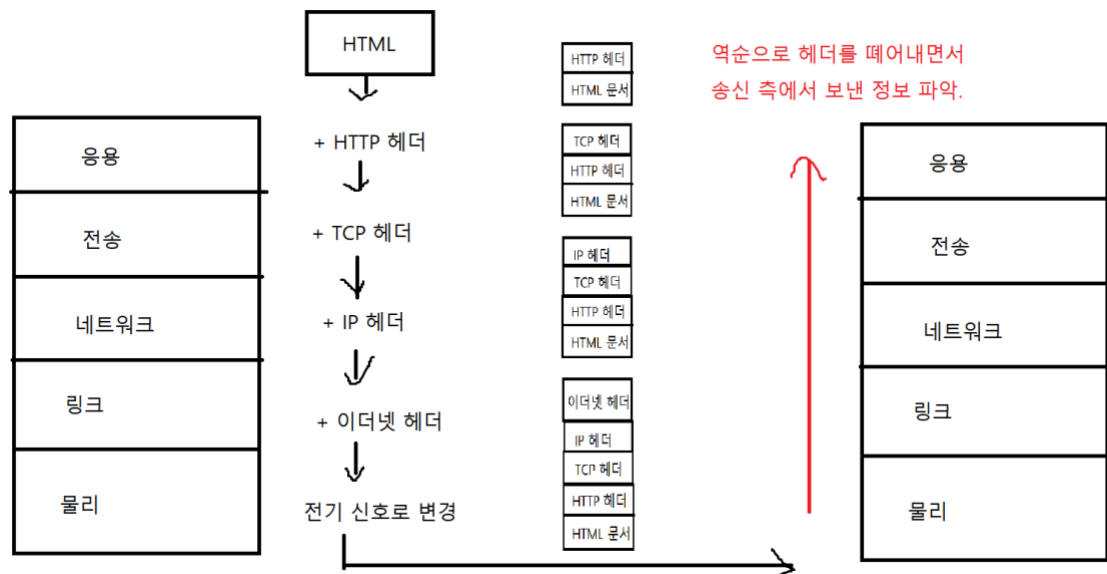 HTML
+ HTTP 헤더
+ TCP 헤더
+ IP 헤더
+ 이더넷 헤더
전기 신호로 변경
응용
전송
네트워크
링크
물리
HTTP 헤더
HTML 문서
TCP 헤더
HTTP 헤더
HTML 문서
IP 헤더
TCP 헤더
HTTP 헤더
HTML 문서
이더넷 헤더
IP 헤더
TCP 헤더
HTTP 헤더
HTML 문서
역순으로 헤더를 떼어내면서
송신 측에서 보낸 정보 파악.
응용
전송
네트워크
링크
물리